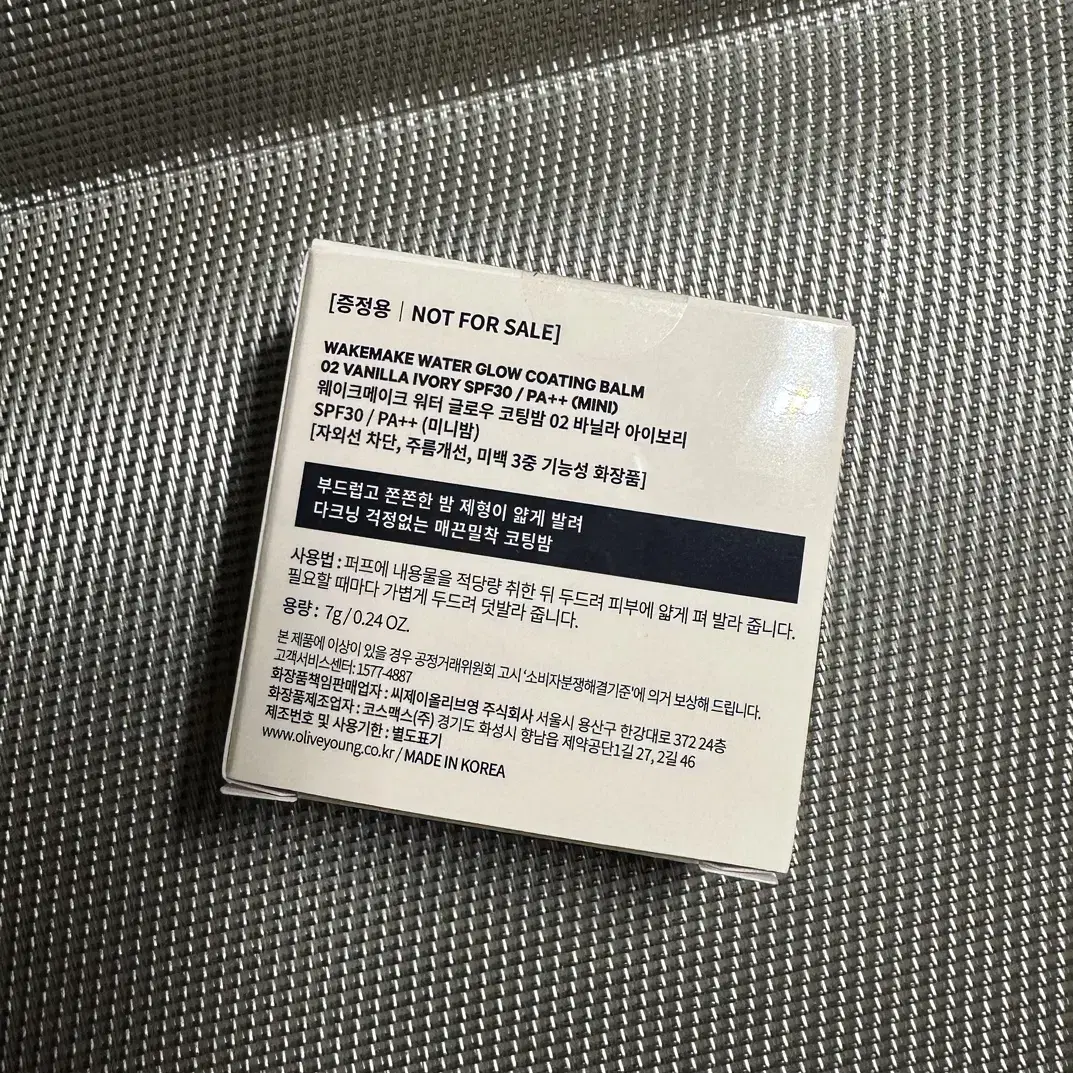 [증정용 | NOT FOR SALE]
WAKEMAKE WATER GLOW COATING BALM
02 VANILLA IVORY SPF30 / PA++ (MINI)
웨이크메이크 워터 글로우 코팅밤 02 바닐라 아이보리
SPF30 / PA++ (미니밤)
[자외선 차단, 주름개선, 미백 3중 기능성 화장품]
부드럽고 쫀쫀한 밤 제형이 얇게 발려
다크닝 걱정없는 매끈밀착 코팅밤
사용법 : 퍼프에 내용물을 적당량 취한 뒤 두드려 피부에 얇게 펴 발라 줍니다.
필요할 때마다 가볍게 두드려 덧발라 줍니다.
용량 : 7g / 0.24 OZ.
본 제품에 이상이 있을 경우 공정거래위원회 고시 '소비자분쟁해결기준'에 의거 보상해 드립니다.
고객서비스센터: 1577-4887
화장품책임판매업자 : 씨제이올리브영 주식회사 서울시 용산구 한강대로 372 24층
화장품제조업자 : 코스맥스(주) 경기도 화성시 향남읍 제약공단1길 27, 2길 46
제조번호 및 사용기한 : 별도표기
www.oliveyoung.co.kr / MADE IN KOREA